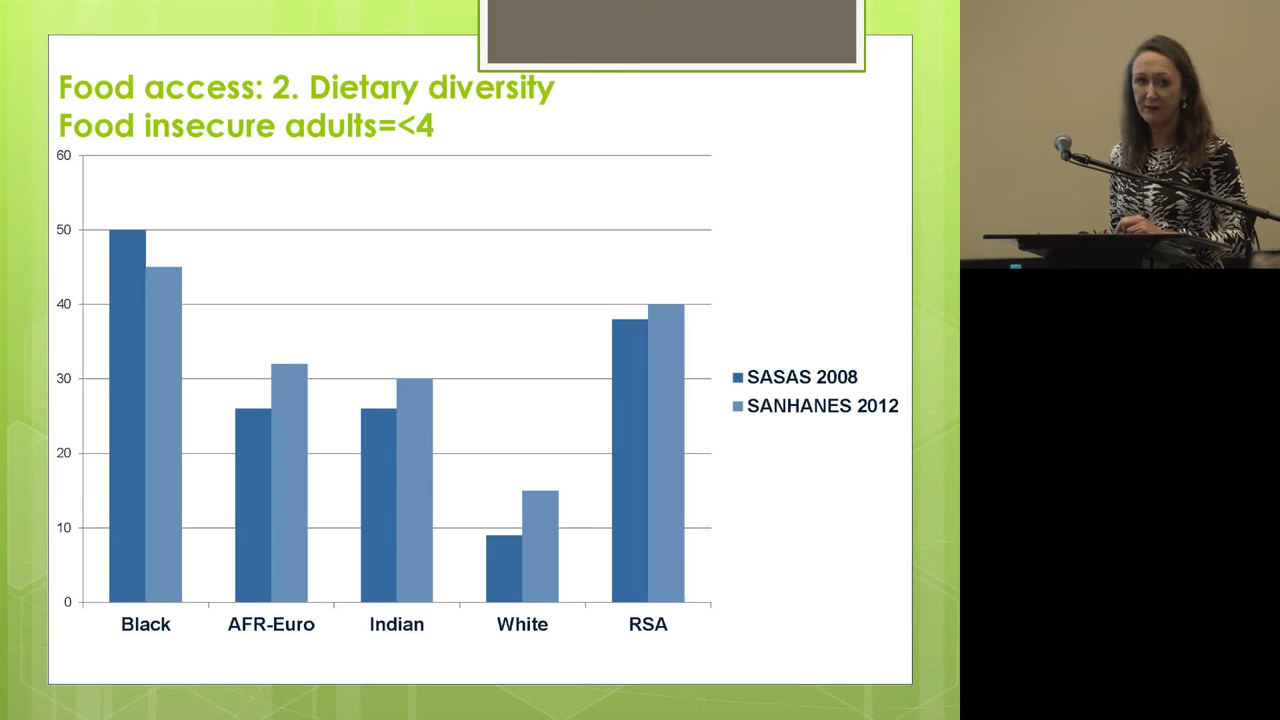 Food access: 2. Dietary diversity
Food insecure adults=<4
60
50
40
30
20
10
0
Black AFR-Euro Indian White RSA
SASAS 2008
SANHANES 2012